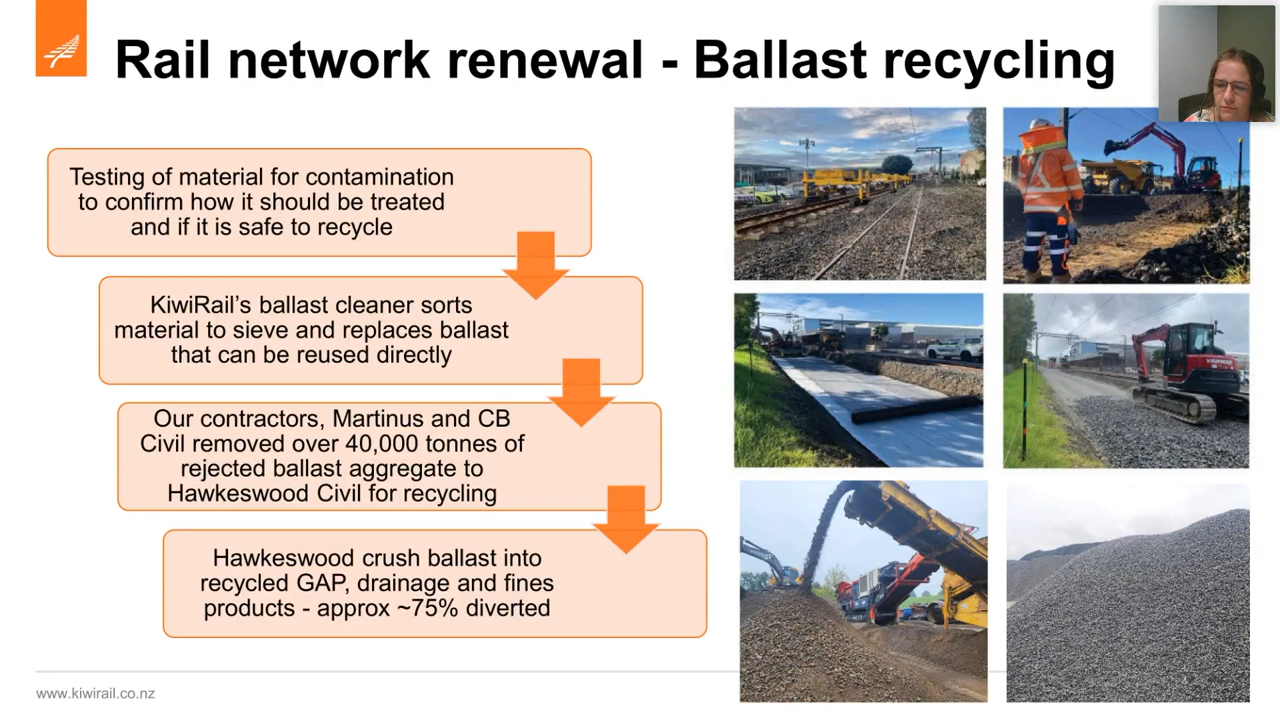 Rail network renewal - Ballast recycling
Testing of material for contamination
to confirm how it should be treated
and if it is safe to recycle
KiwiRail's ballast cleaner sorts
material to sieve and replaces ballast
that can be reused directly
Our contractors, Martinus and CB
Civil removed over 40,000 tonnes of
rejected ballast aggregate to
Hawkeswood Civil for recycling
Hawkeswood crush ballast into
recycled GAP, drainage and fines
products - approx ~75% diverted
www.kiwirail.co.nz